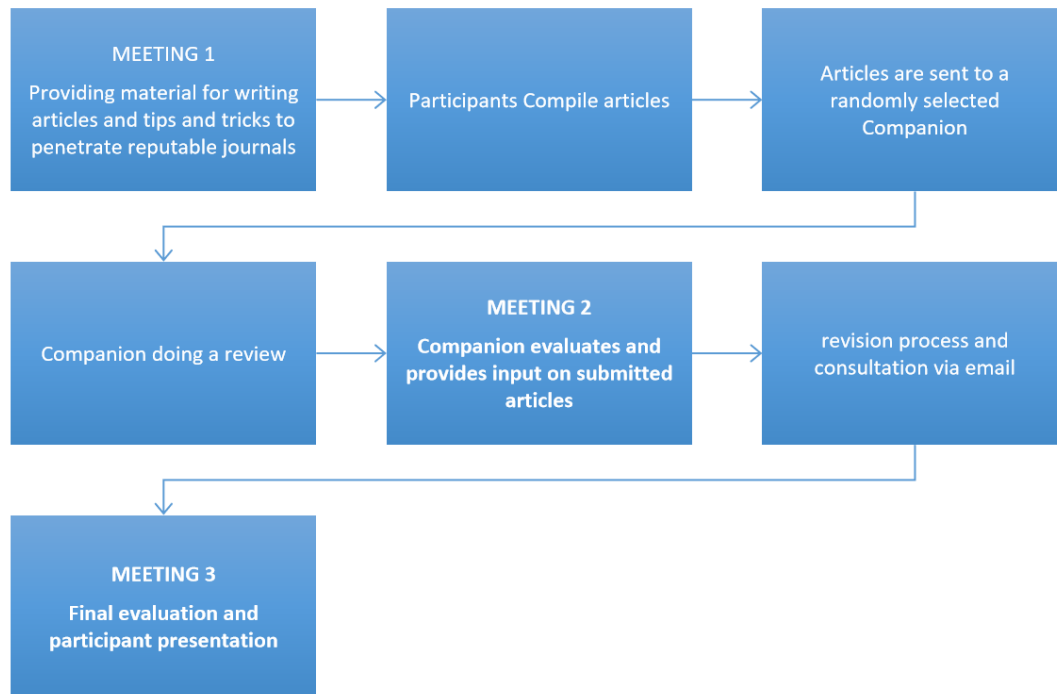 MEETING 1
Providing material for writing
articles and tips and tricks to
penetrate reputable journals
Participants Compile articles
Articles are sent to a
randomly selected
Companion
Companion doing a review
MEETING 2
Companion evaluates and
provides input on submitted
articles
revision process and
consultation via email
MEETING 3
Final evaluation and
participant presentation